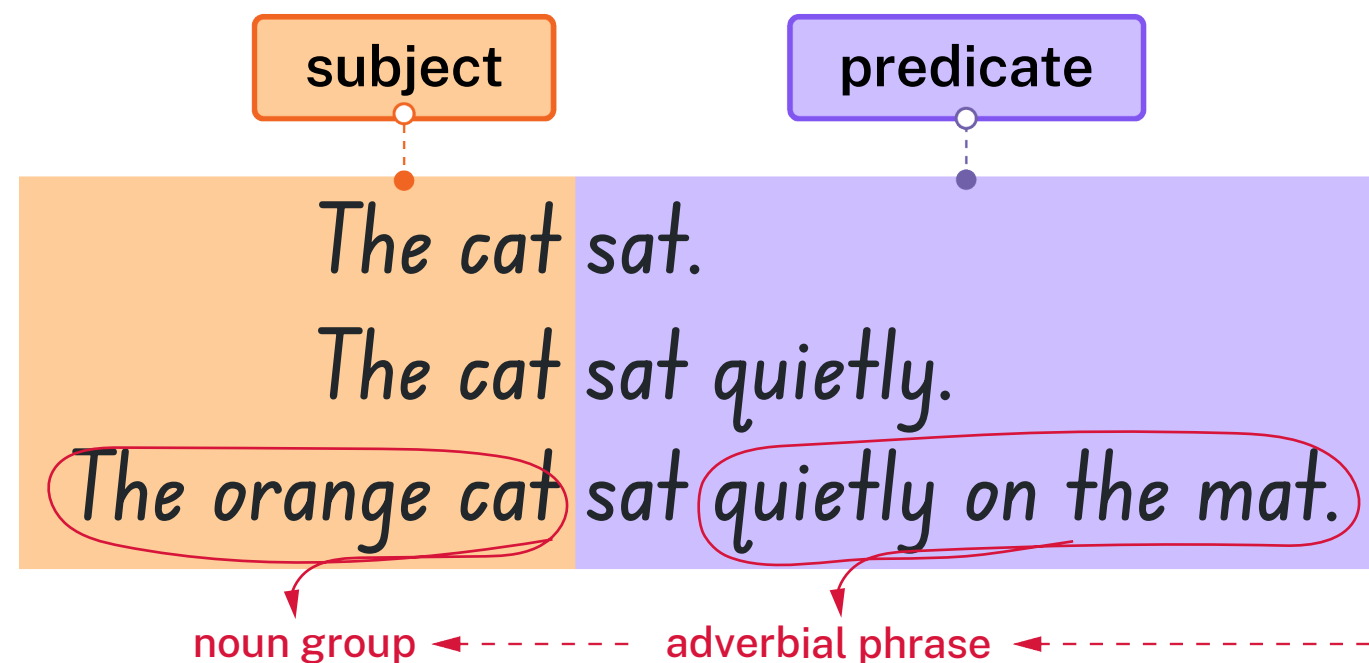 subject predicate
The cat sat.
The cat sat quietly.
The orange cat sat quietly on the mat.
noun group adverbial phrase